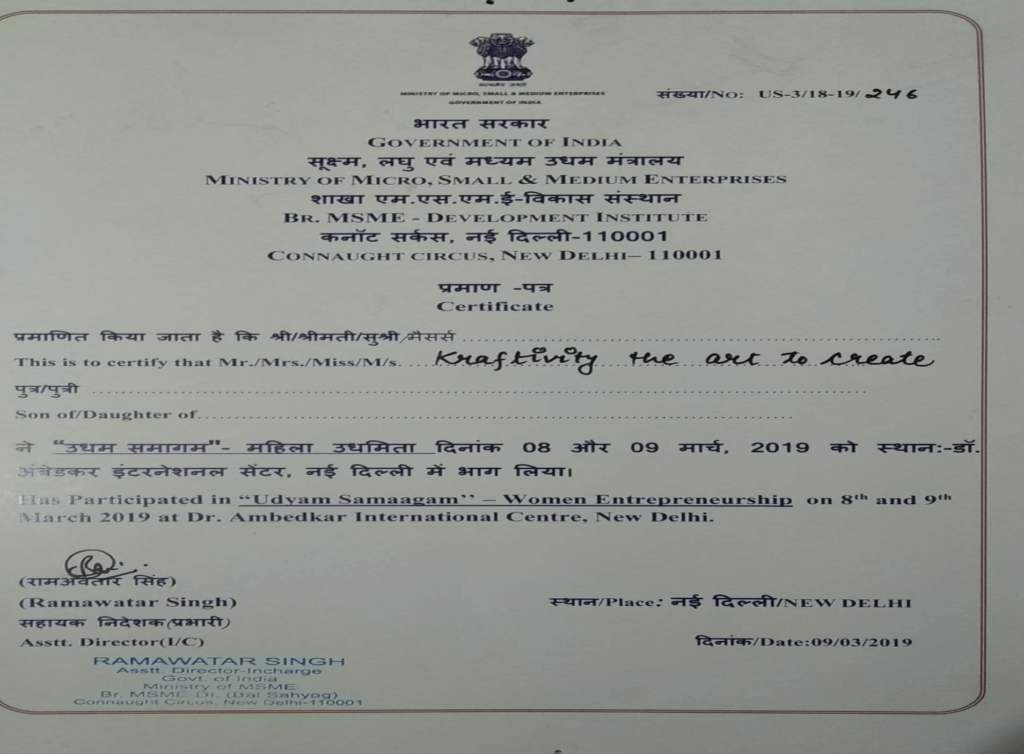 सत्यमेव जयते
MINISTRY OF MICRO, SMALL & MEDIUM ENTERPRISES
GOVERNMENT OF INDIA
संख्या/No: US-3/18-19/246
भारत सरकार
GOVERNMENT OF INDIA
सूक्ष्म, लघु एवं मध्यम उधम मंत्रालय
MINISTRY OF MICRO, SMALL & MEDIUM ENTERPRISES
शाखा एम.एस.एम.ई-विकास संस्थान
BR. MSME - DEVELOPMENT INSTITUTE
कनॉट सर्कस, नई दिल्ली-110001
CONNAUGHT CIRCUS, NEW DELHI– 110001
प्रमाण -पत्र
Certificate
प्रमाणित किया जाता है कि श्री/श्रीमती/सुश्री/मैसर्स
This is to certify that Mr./Mrs./Miss/M/s. Kraftivity the art to create
पुत्र/पुत्री
Son of/Daughter of
ने “उधम समागम”- महिला उधमिता दिनांक 08 और 09 मार्च, 2019 को स्थान:-डॉ.
अंबेडकर इंटरनेशनल सेंटर, नई दिल्ली में भाग लिया।
Has Participated in “Udyam Samaagam’’ – Women Entrepreneurship on 8th and 9th
March 2019 at Dr. Ambedkar International Centre, New Delhi.
(रामअवतार सिंह)
(Ramawatar Singh)
स्थान/Place: नई दिल्ली/NEW DELHI
सहायक निदेशक(प्रभारी)
Asstt. Director(I/C)
दिनांक/Date:09/03/2019
RAMAWATAR SINGH
Asstt. Director-Incharge
Govt. of India
Ministry of MSME
Br. MSME-DI, (Bal Sahyog)
Connaught Circus, New Delhi-110001